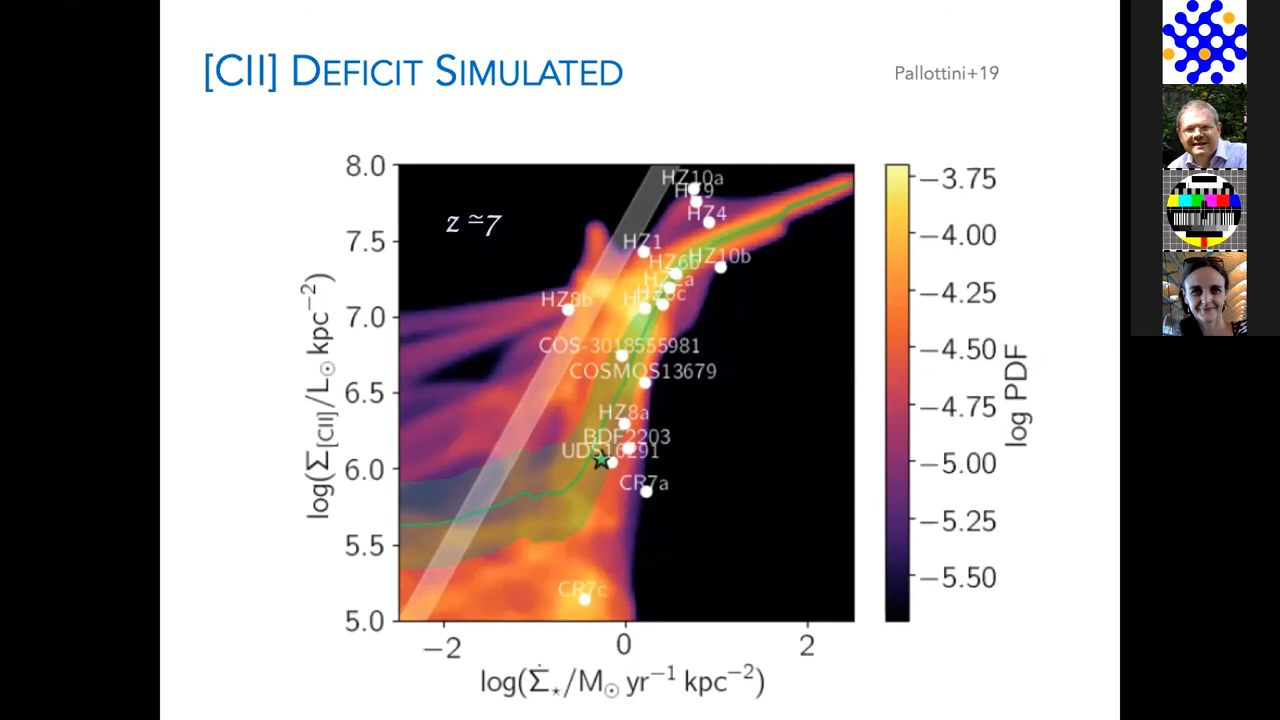 [CII] DEFICIT SIMULATED
Pallottini+19
z ≃7
HZ10a
HZ9
HZ4
HZ1
HZ10b
HZ6b
HZ8b
COS-3018555981
COSMOS13679
HZ8a
BDF2203
UDS16291
CR7a
CR7c
8.0
7.5
7.0
6.5
6.0
5.5
5.0
log(Σ[CII]/L⊙ kpc⁻²)
−2
0
2
log(Σ̇⋆/M⊙ yr⁻¹ kpc⁻²)
−3.75
−4.00
−4.25
−4.50
−4.75
−5.00
−5.25
−5.50
log PDF